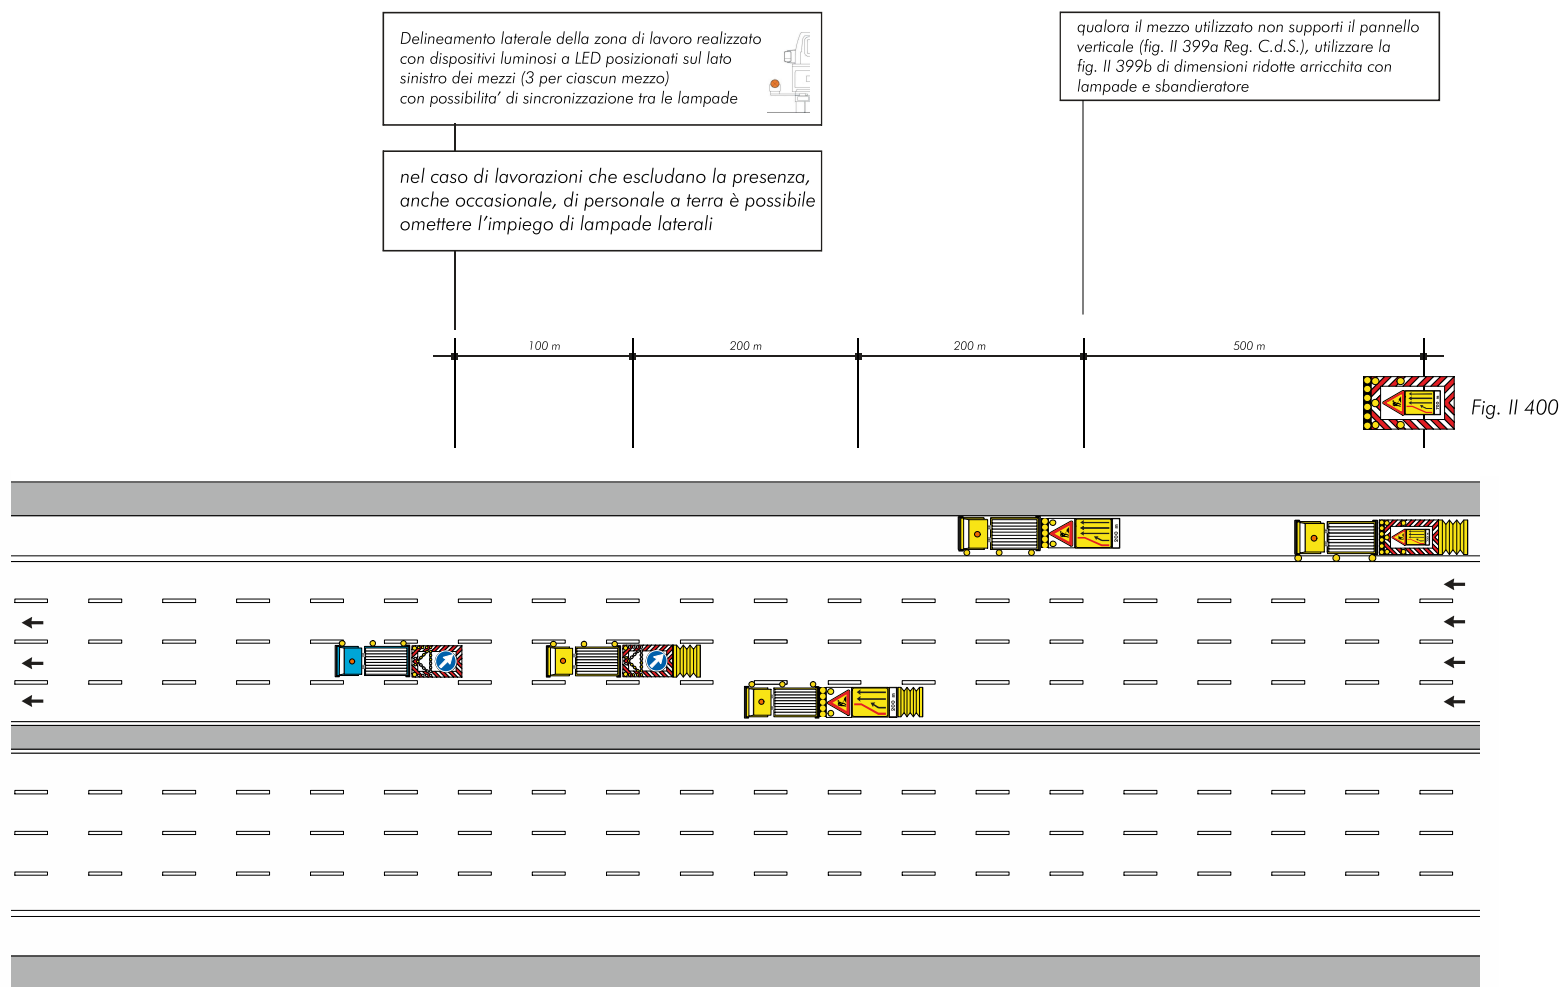 Delineamento laterale della zona di lavoro realizzato
con dispositivi luminosi a LED posizionati sul lato
sinistro dei mezzi (3 per ciascun mezzo)
con possibilita’ di sincronizzazione tra le lampade
nel caso di lavorazioni che escludano la presenza,
anche occasionale, di personale a terra è possibile
omettere l’impiego di lampade laterali
qualora il mezzo utilizzato non supporti il pannello
verticale (fig. II 399a Reg. C.d.S.), utilizzare la
fig. II 399b di dimensioni ridotte arricchita con
lampade e sbandieratore
100 m
200 m
200 m
500 m
Fig. II 400
200 m
200 m